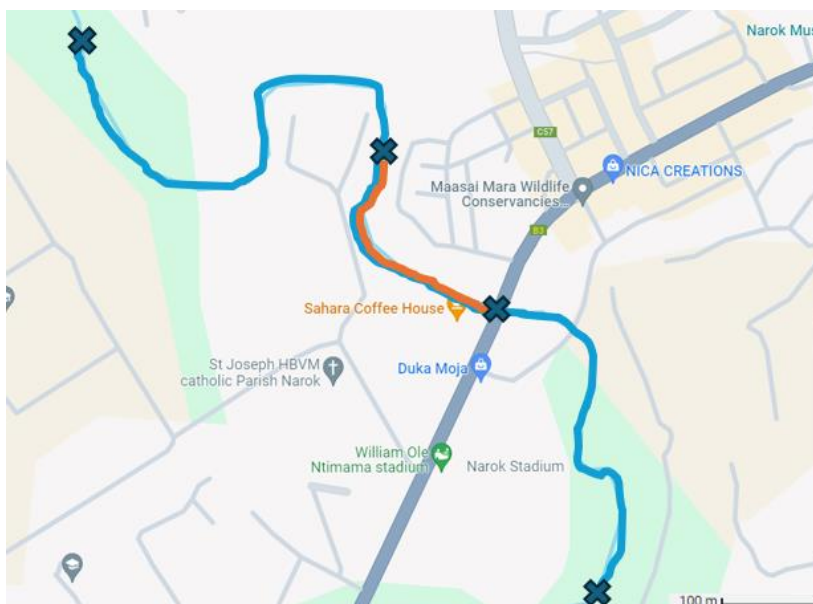 Narok Mus
C57
NICA CREATIONS
Maasai Mara Wildlife
Conservancies...
B3
Sahara Coffee House
St Joseph HBVM
catholic Parish Narok
Duka Moja
William Ole
Ntimama stadium
Narok Stadium
100 m